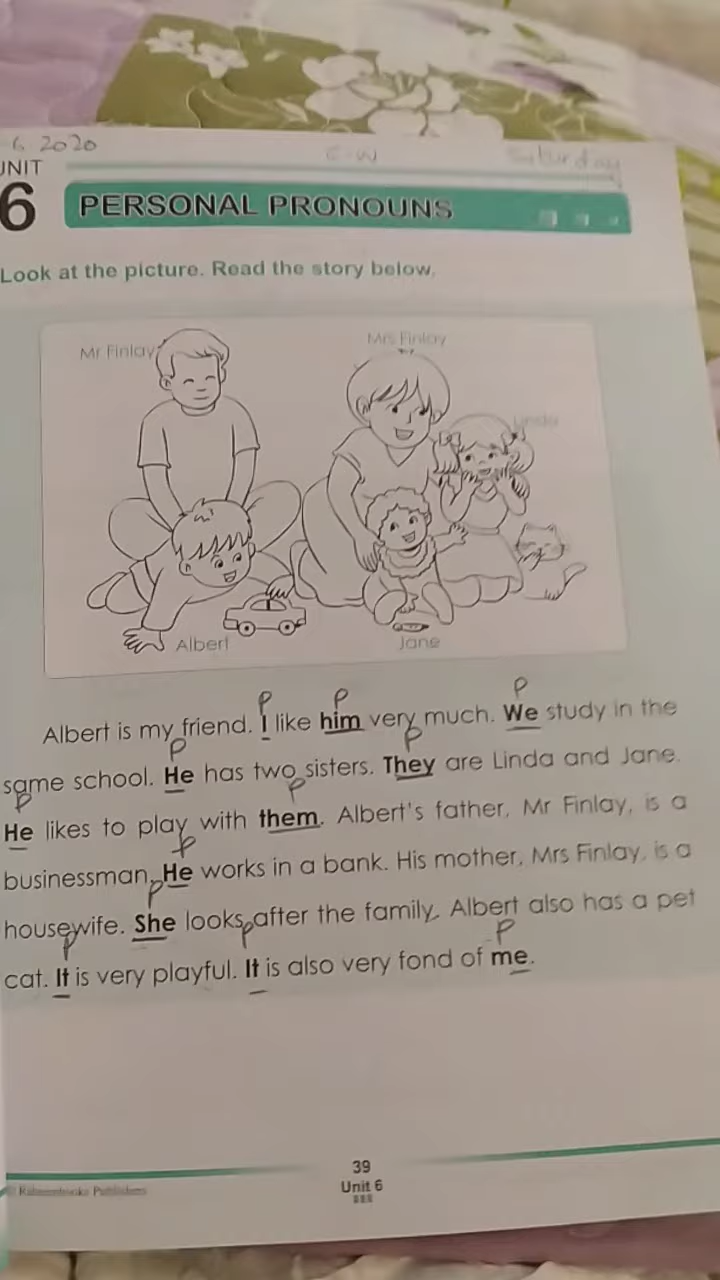 6 2020
C-W
Saturday
UNIT
6
PERSONAL PRONOUNS
Look at the picture. Read the story below.
Mr Finlay
Mrs Finlay
Linda
Albert
Jane
P P P
Albert is my friend. I like him very much. We study in the
P P
same school. He has two sisters. They are Linda and Jane.
P P
He likes to play with them. Albert's father, Mr Finlay, is a
P
businessman. He works in a bank. His mother, Mrs Finlay, is a
P
housewife. She looks after the family. Albert also has a pet
P P P
cat. It is very playful. It is also very fond of me.
39
Unit 6
Publishers